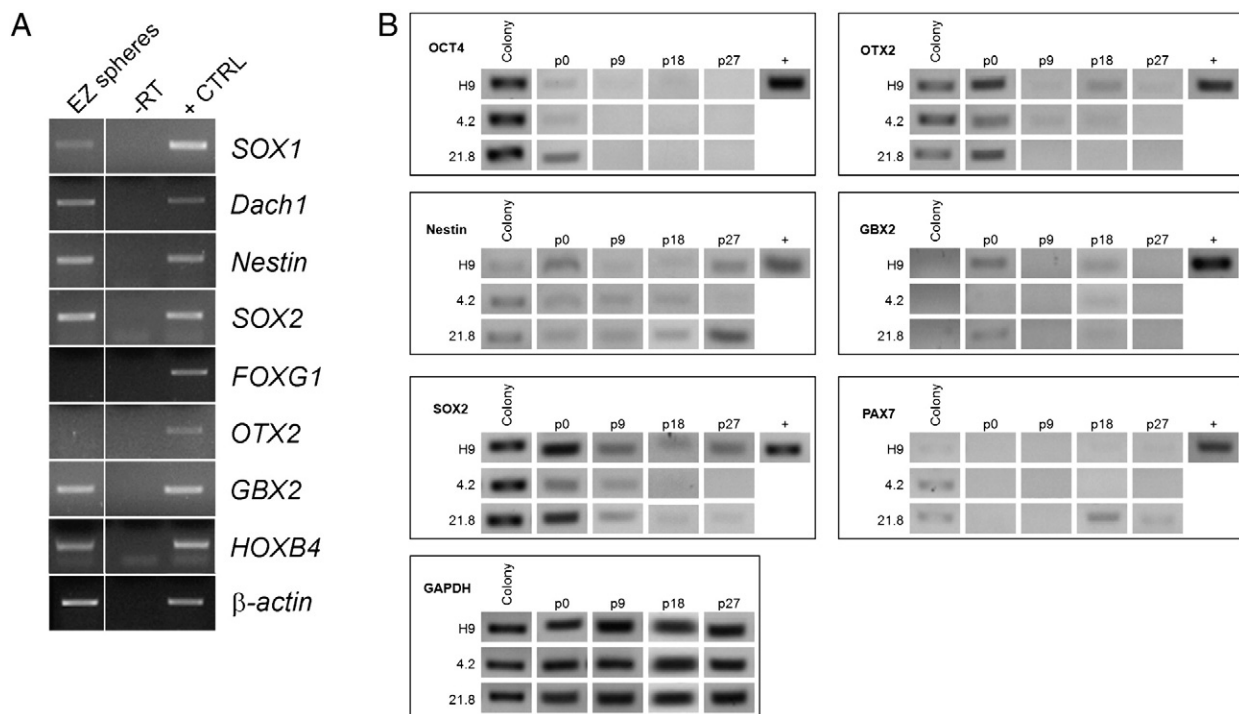 A
EZ spheres
-RT
+ CTRL
SOX1
Dach1
Nestin
SOX2
FOXG1
OTX2
GBX2
HOXB4
β-actin
B
OCT4
Colony
p0 p9 p18 p27 +
H9
4.2
21.8
OTX2
Colony
p0 p9 p18 p27 +
H9
4.2
21.8
Nestin
Colony
p0 p9 p18 p27 +
H9
4.2
21.8
GBX2
Colony
p0 p9 p18 p27 +
H9
4.2
21.8
SOX2
Colony
p0 p9 p18 p27 +
H9
4.2
21.8
PAX7
Colony
p0 p9 p18 p27 +
H9
4.2
21.8
GAPDH
Colony
p0 p9 p18 p27
H9
4.2
21.8